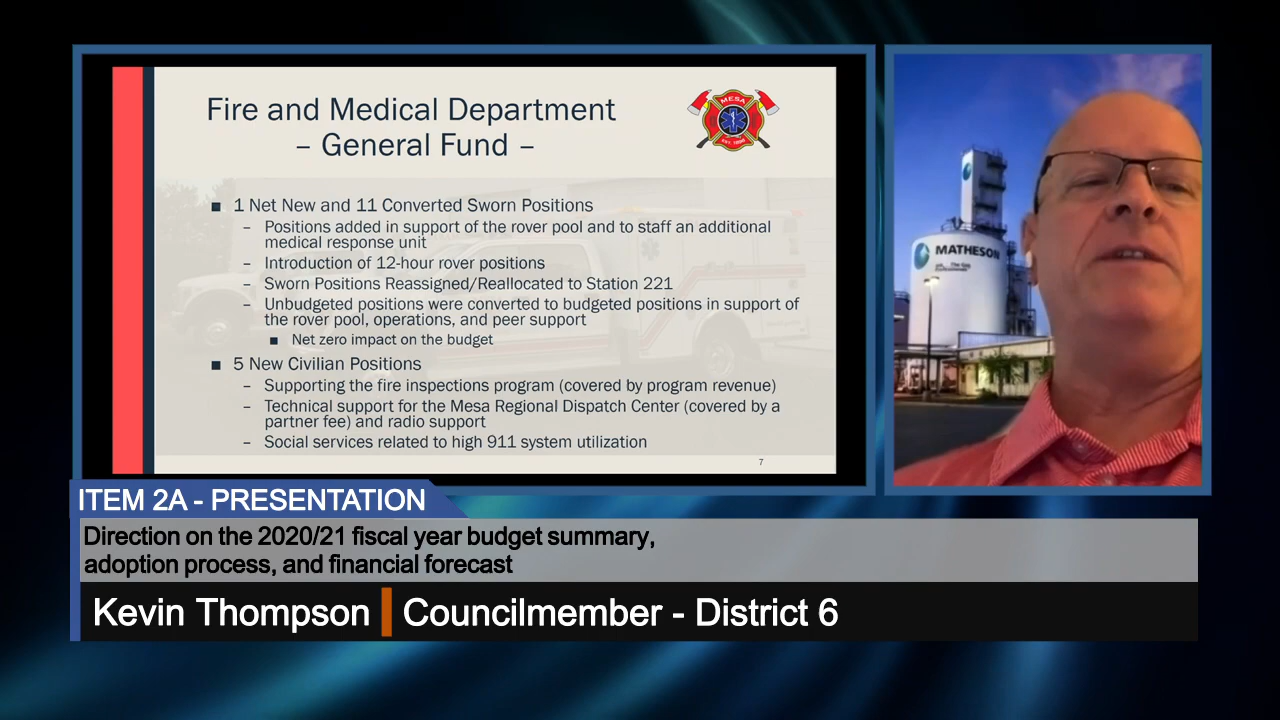 Fire and Medical Department
– General Fund –
MESA
■ 1 Net New and 11 Converted Sworn Positions
– Positions added in support of the rover pool and to staff an additional
medical response unit
– Introduction of 12-hour rover positions
– Sworn Positions Reassigned/Reallocated to Station 221
– Unbudgeted positions were converted to budgeted positions in support of
the rover pool, operations, and peer support
■ Net zero impact on the budget
■ 5 New Civilian Positions
– Supporting the fire inspections program (covered by program revenue)
– Technical support for the Mesa Regional Dispatch Center (covered by a
partner fee) and radio support
– Social services related to high 911 system utilization
7
MATHESON
The Gas
ITEM 2A - PRESENTATION
Direction on the 2020/21 fiscal year budget summary,
adoption process, and financial forecast
Kevin Thompson
Councilmember - District 6